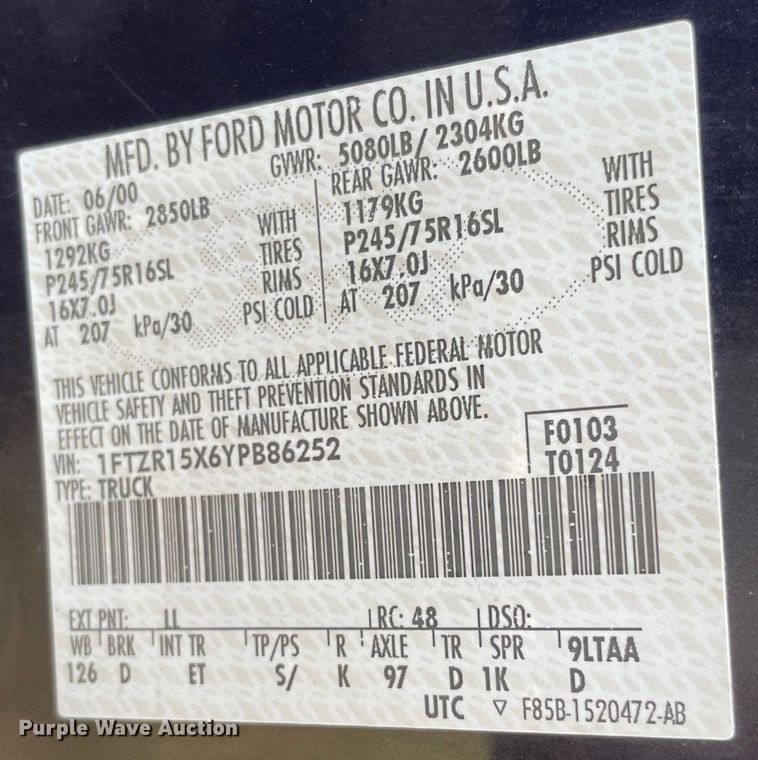 MFD. BY FORD MOTOR CO. IN U.S.A.
DATE: 06/00 GVWR: 5080LB/ 2304KG
FRONT GAWR: 2850LB REAR GAWR: 2600LB
1292KG WITH 1179KG WITH
P245/75R16SL TIRES P245/75R16SL TIRES
16X7.0J RIMS 16X7.0J RIMS
AT 207 kPa/30 PSI COLD AT 207 kPa/30 PSI COLD
THIS VEHICLE CONFORMS TO ALL APPLICABLE FEDERAL MOTOR
VEHICLE SAFETY AND THEFT PREVENTION STANDARDS IN
EFFECT ON THE DATE OF MANUFACTURE SHOWN ABOVE.
VIN: 1FTZR15X6YPB86252 F0103
TYPE: TRUCK T0124
EXT PNT: LL RC: 48 DSO:
WB BRK INT TR TP/PS R AXLE TR SPR 9LTAA
126 D ET S/ K 97 D 1K D
UTC ▽ F85B-1520472-AB
Purple Wave Auction